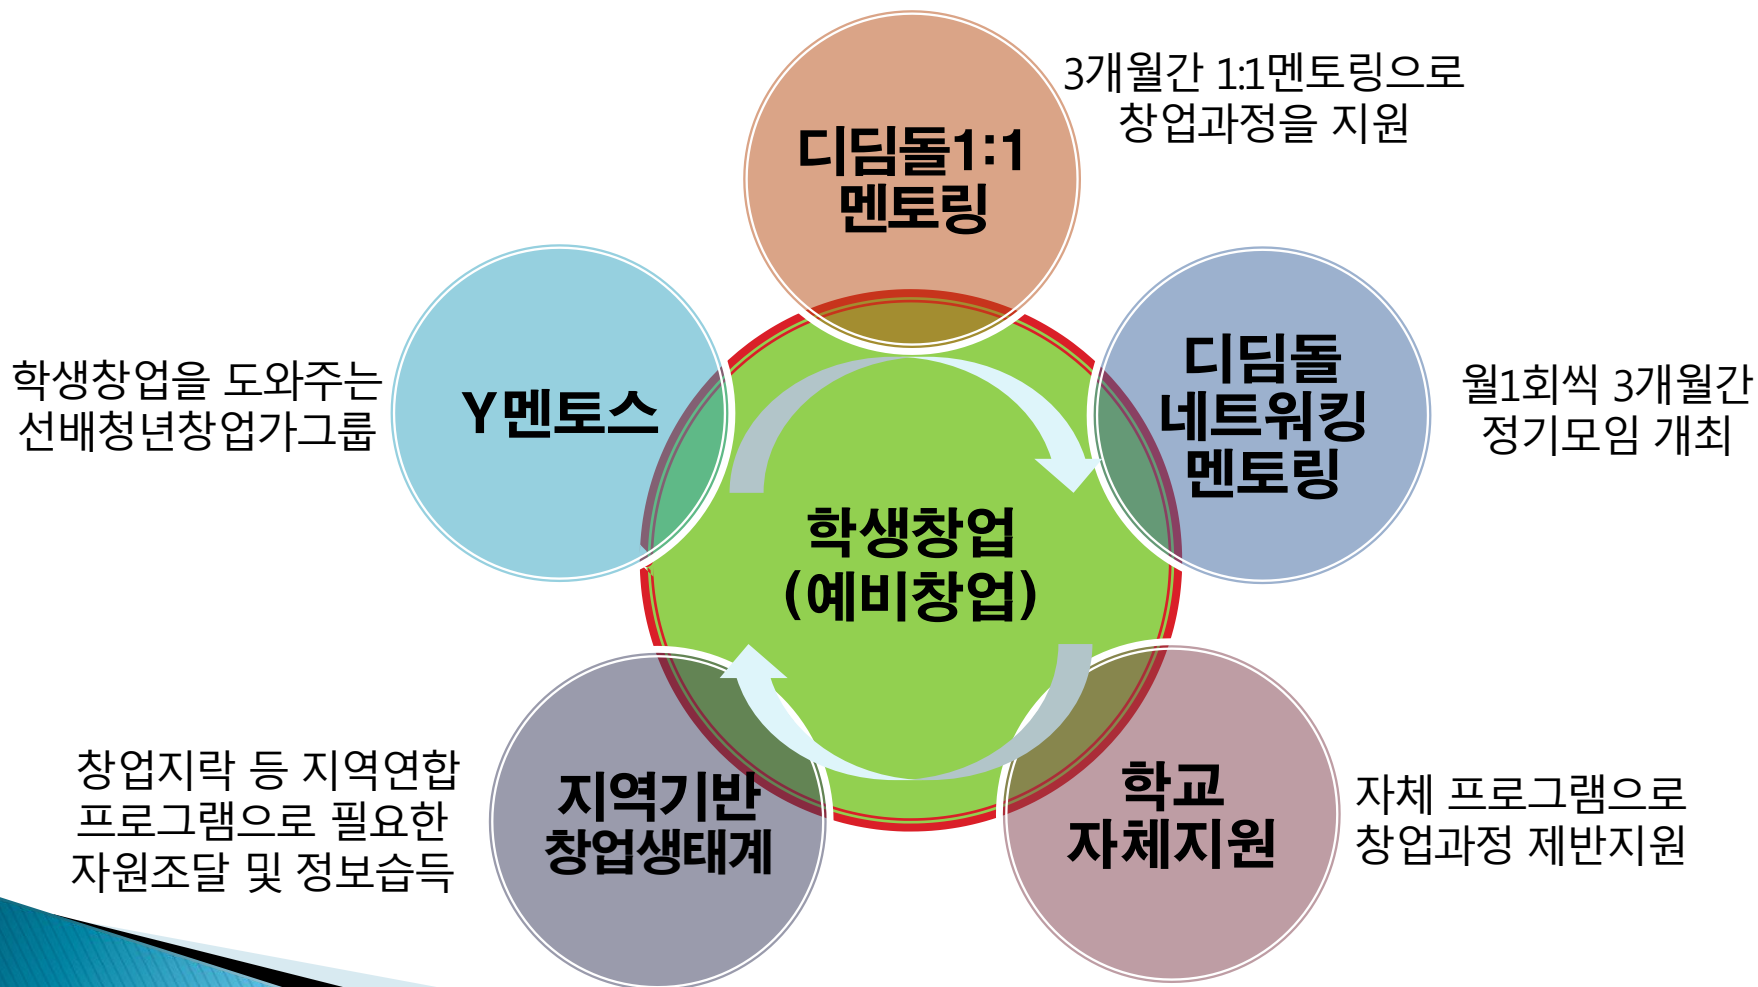 3개월간 1:1멘토링으로
창업과정을 지원
디딤돌1:1
멘토링
디딤돌
네트워킹
멘토링
월1회씩 3개월간
정기모임 개최
학생창업을 도와주는
선배청년창업가그룹
Y멘토스
학생창업
(예비창업)
창업지락 등 지역연합
프로그램으로 필요한
자원조달 및 정보습득
지역기반
창업생태계
학교
자체지원
자체 프로그램으로
창업과정 제반지원